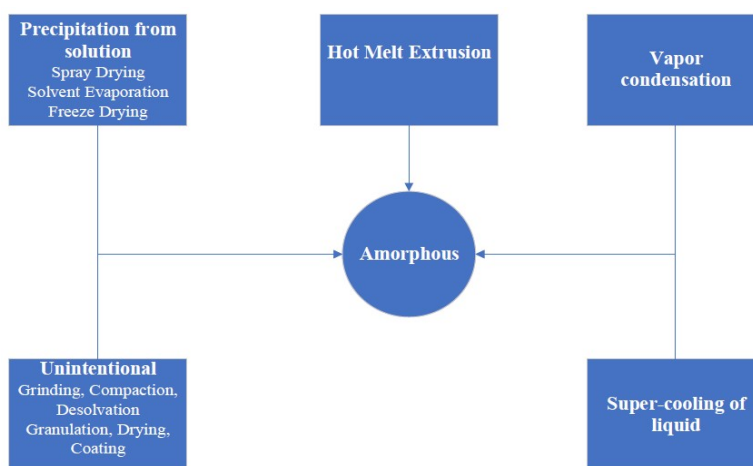 Precipitation from
solution
Spray Drying
Solvent Evaporation
Freeze Drying
Hot Melt Extrusion
Vapor
condensation
Amorphous
Unintentional
Grinding, Compaction,
Desolvation
Granulation, Drying,
Coating
Super-cooling of
liquid